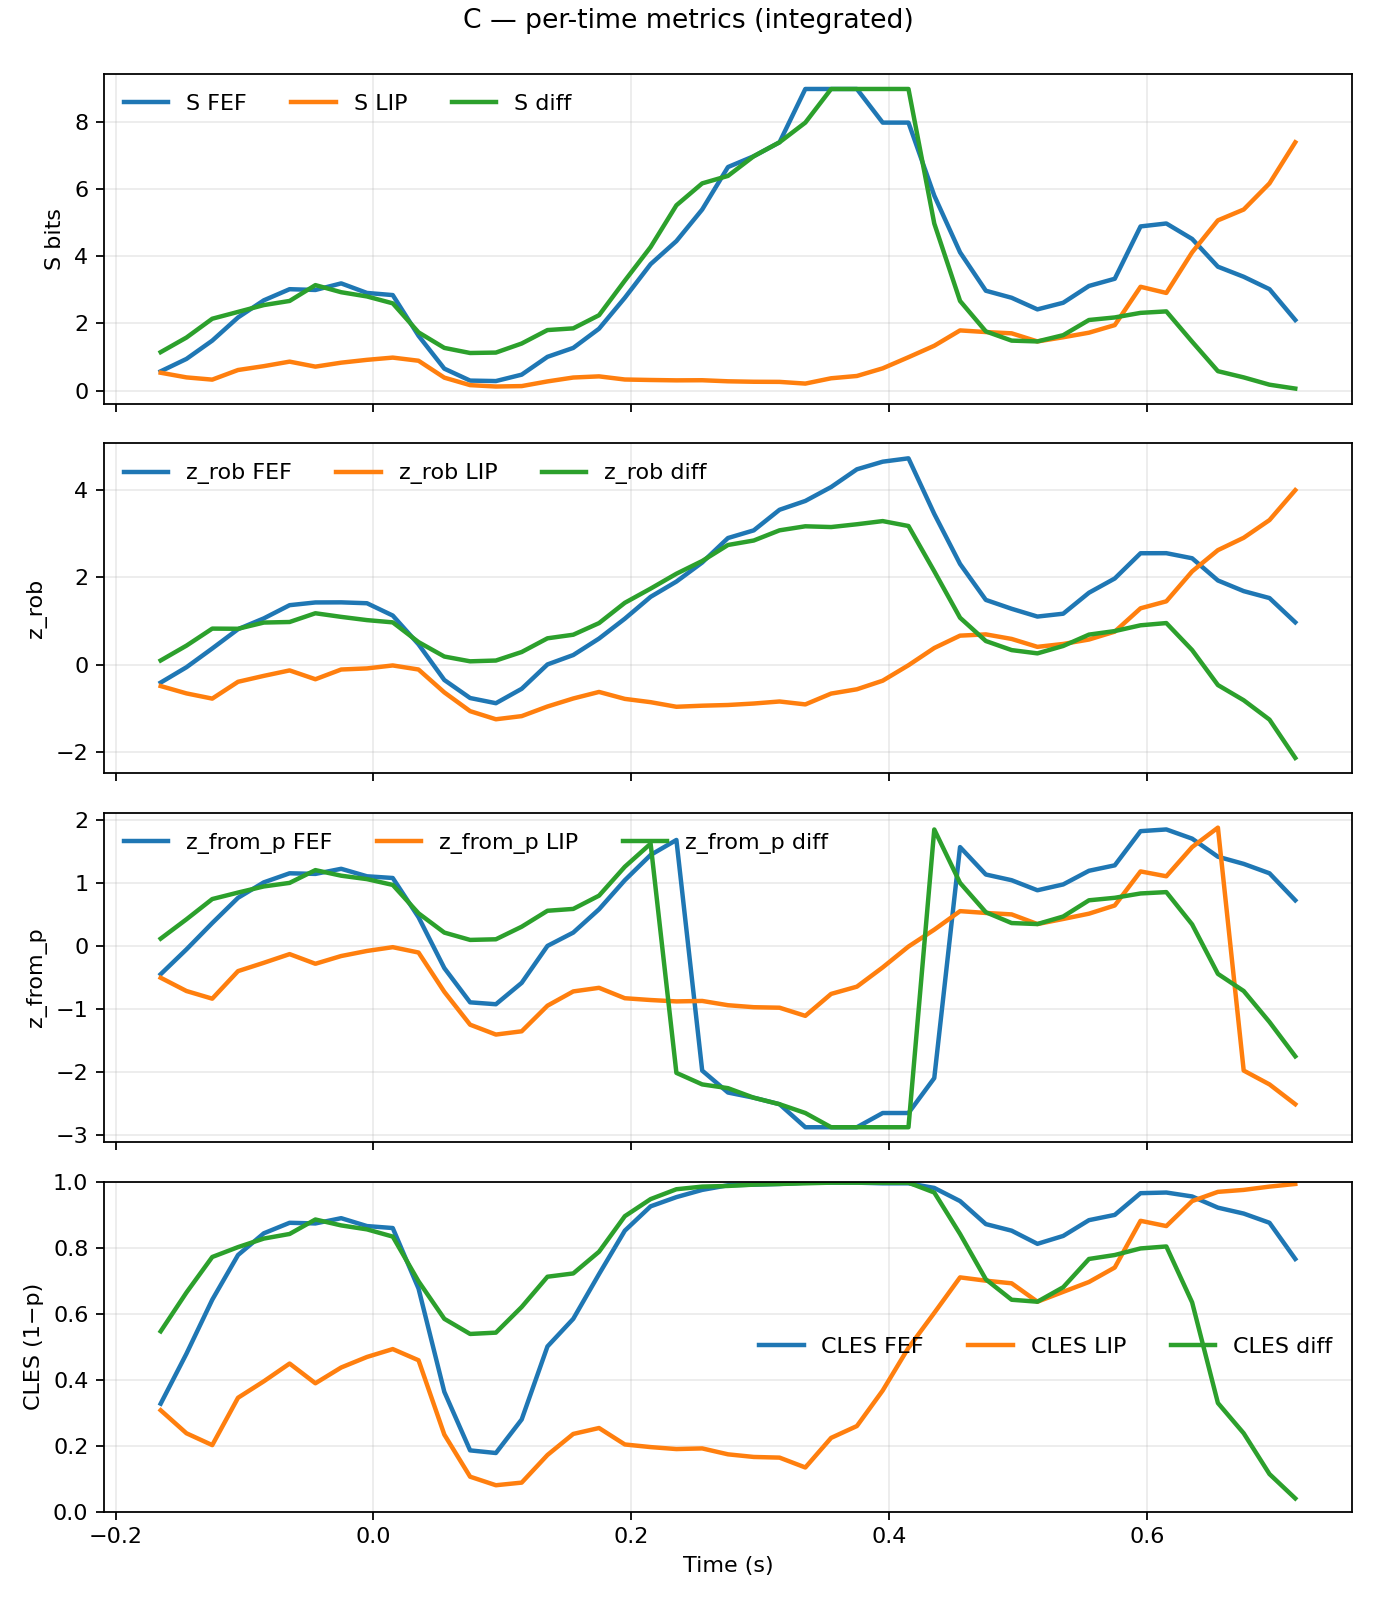 C — per-time metrics (integrated)
S FEF S LIP S diff
8
6
4
2
0
S bits
z_rob FEF z_rob LIP z_rob diff
4
2
0
−2
z_rob
z_from_p FEF z_from_p LIP z_from_p diff
2
1
0
−1
−2
−3
z_from_p
1.0
0.8
0.6
0.4
0.2
0.0
CLES (1−p)
CLES FEF CLES LIP CLES diff
−0.2 0.0 0.2 0.4 0.6
Time (s)